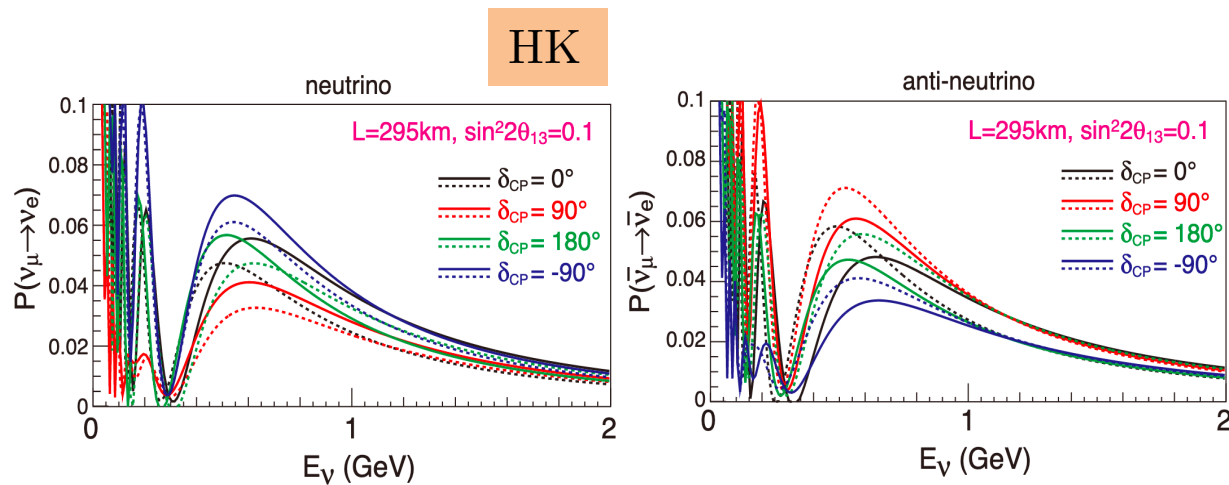 HK
neutrino
L=295km, sin²2θ₁₃=0.1
δCP = 0°
δCP = 90°
δCP = 180°
δCP = -90°
P(νμ→νe)
0.1
0.08
0.06
0.04
0.02
0
0 1 2
Eν (GeV)
anti-neutrino
L=295km, sin²2θ₁₃=0.1
δCP = 0°
δCP = 90°
δCP = 180°
δCP = -90°
P(ν̅μ→ν̅e)
0.1
0.08
0.06
0.04
0.02
0
0 1 2
Eν (GeV)